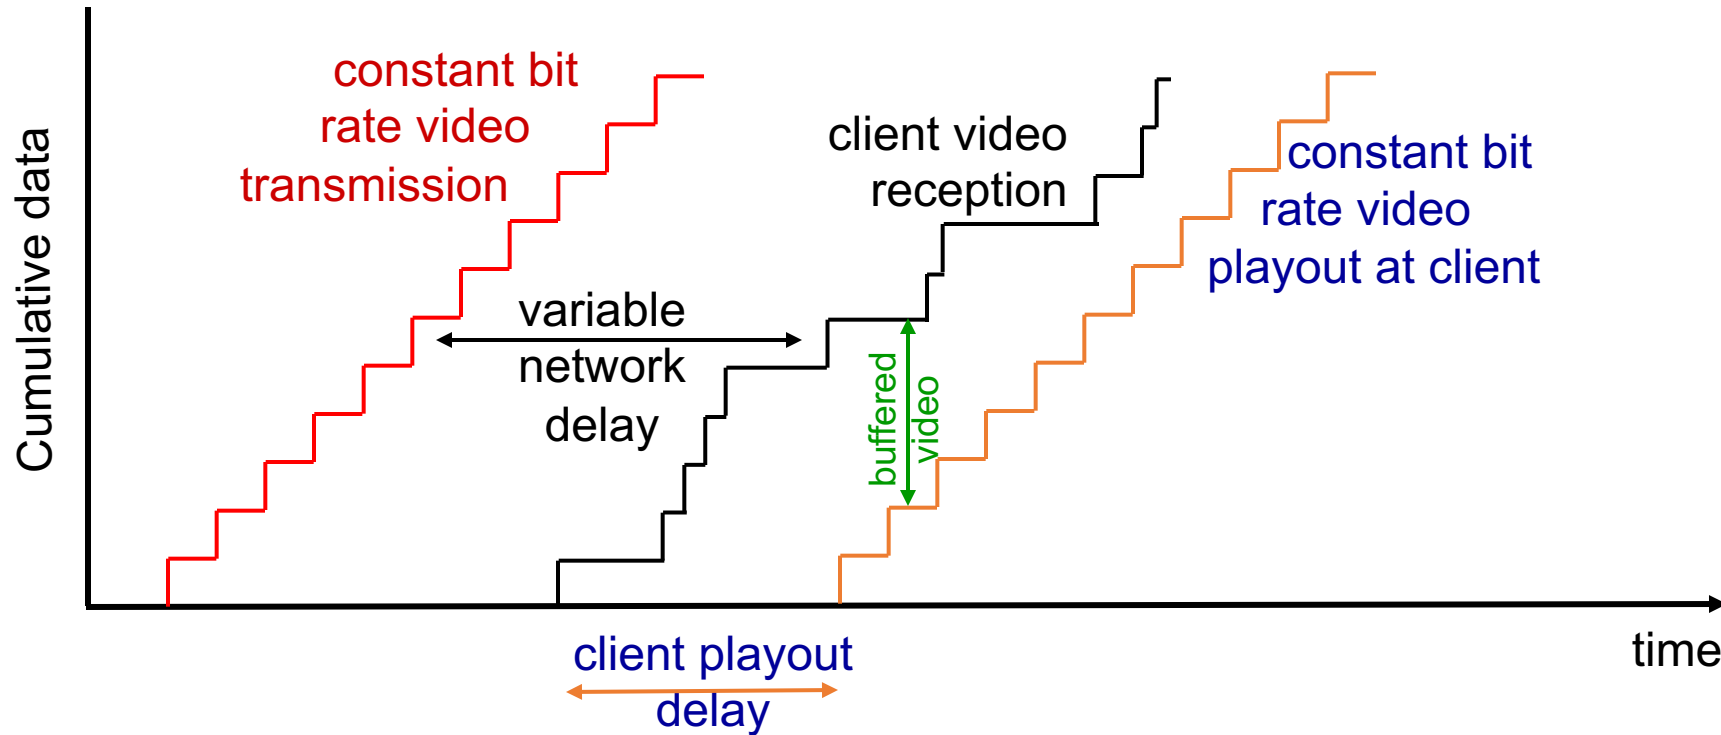 constant bit
rate video
transmission
client video
reception
constant bit
rate video
playout at client
Cumulative data
variable
network
delay
buffered
video
time
client playout
delay